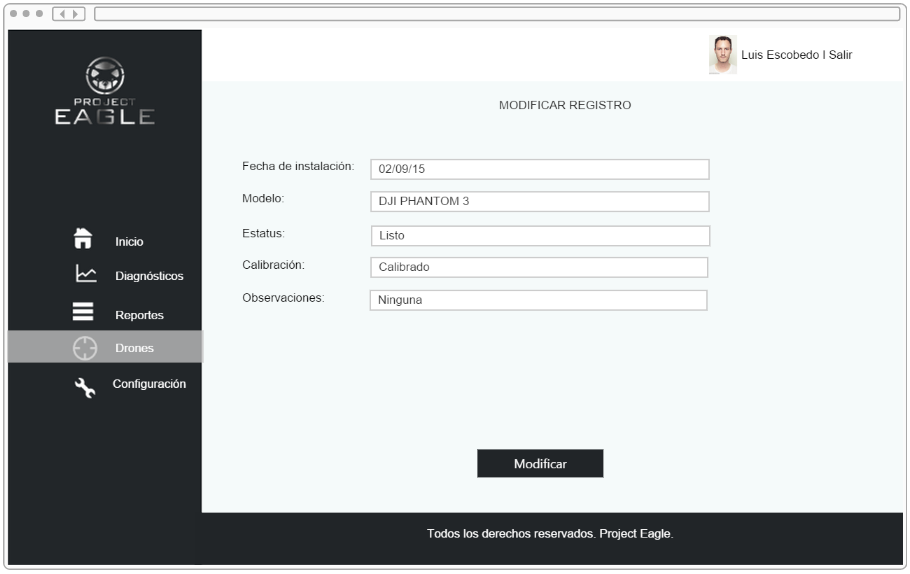 PROJECT
EAGLE
Luis Escobedo I Salir
MODIFICAR REGISTRO
Fecha de instalación: 02/09/15
Modelo: DJI PHANTOM 3
Estatus: Listo
Calibración: Calibrado
Observaciones: Ninguna
Inicio
Diagnósticos
Reportes
Drones
Configuración
Modificar
Todos los derechos reservados. Project Eagle.